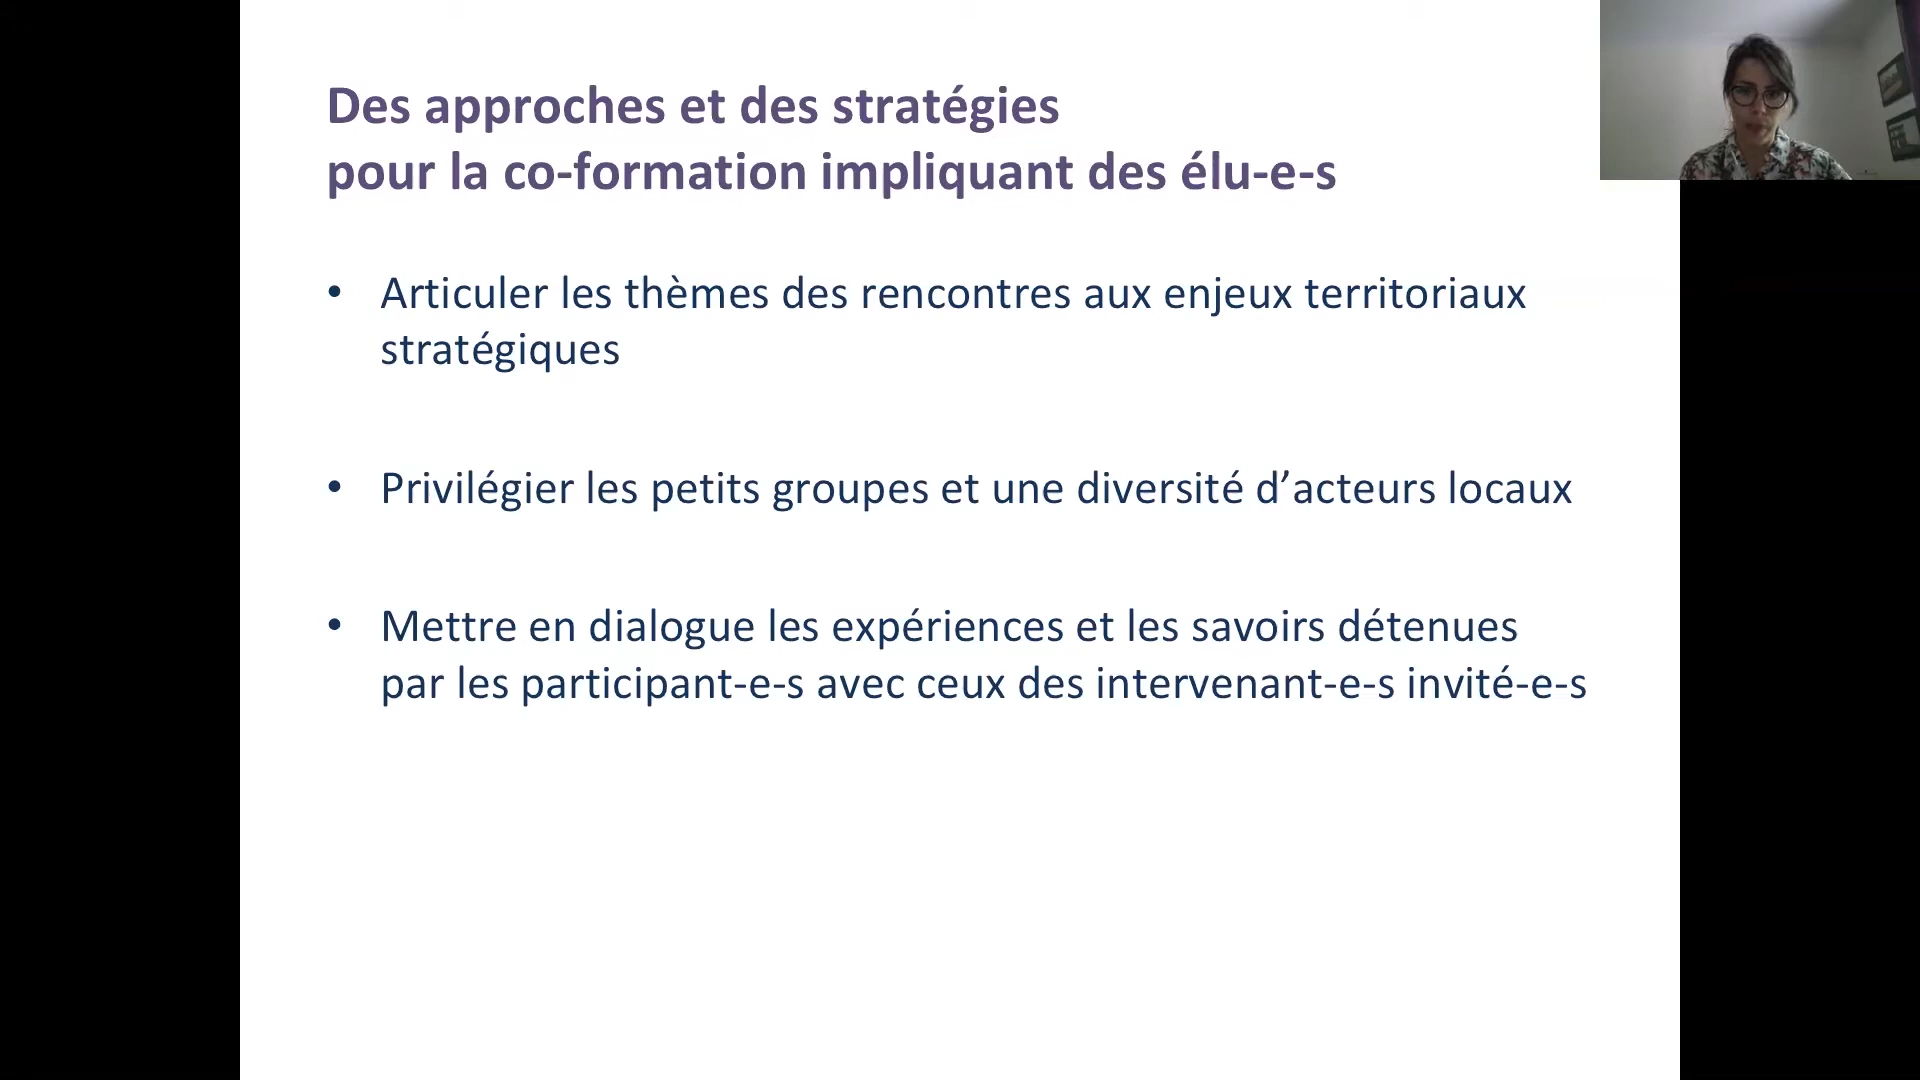 Des approches et des stratégies
pour la co-formation impliquant des élu-e-s
• Articuler les thèmes des rencontres aux enjeux territoriaux
stratégiques
• Privilégier les petits groupes et une diversité d’acteurs locaux
• Mettre en dialogue les expériences et les savoirs détenues
par les participant-e-s avec ceux des intervenant-e-s invité-e-s